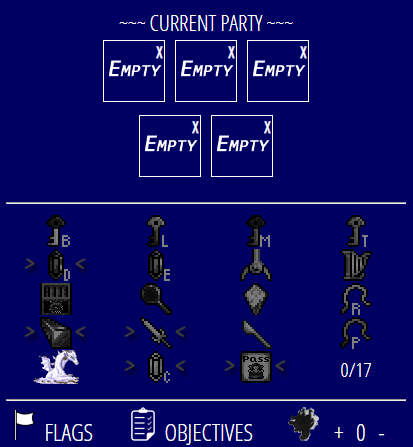 ~~~ CURRENT PARTY ~~~
X X X
EMPTY EMPTY EMPTY
X X
EMPTY EMPTY
B L M T
> D < E
R
> < > < P
> C < > Pass < 0/17
FLAGS OBJECTIVES + 0 -